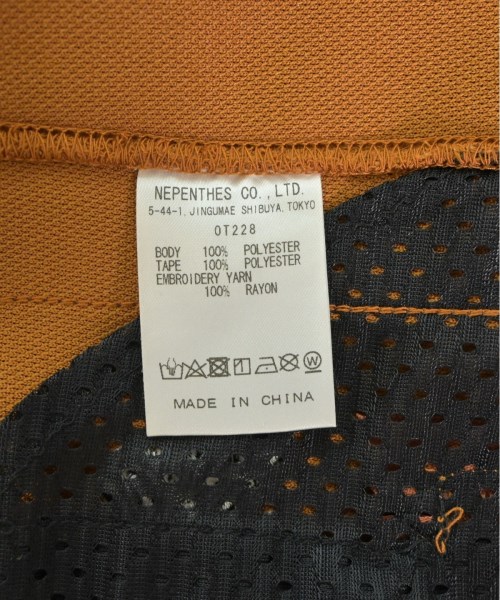 NEPENTHES CO., LTD.
5-44-1, JINGUMAE SHIBUYA, TOKYO
OT228
BODY 100% POLYESTER
TAPE 100% POLYESTER
EMBROIDERY YARN
100% RAYON
W
MADE IN CHINA